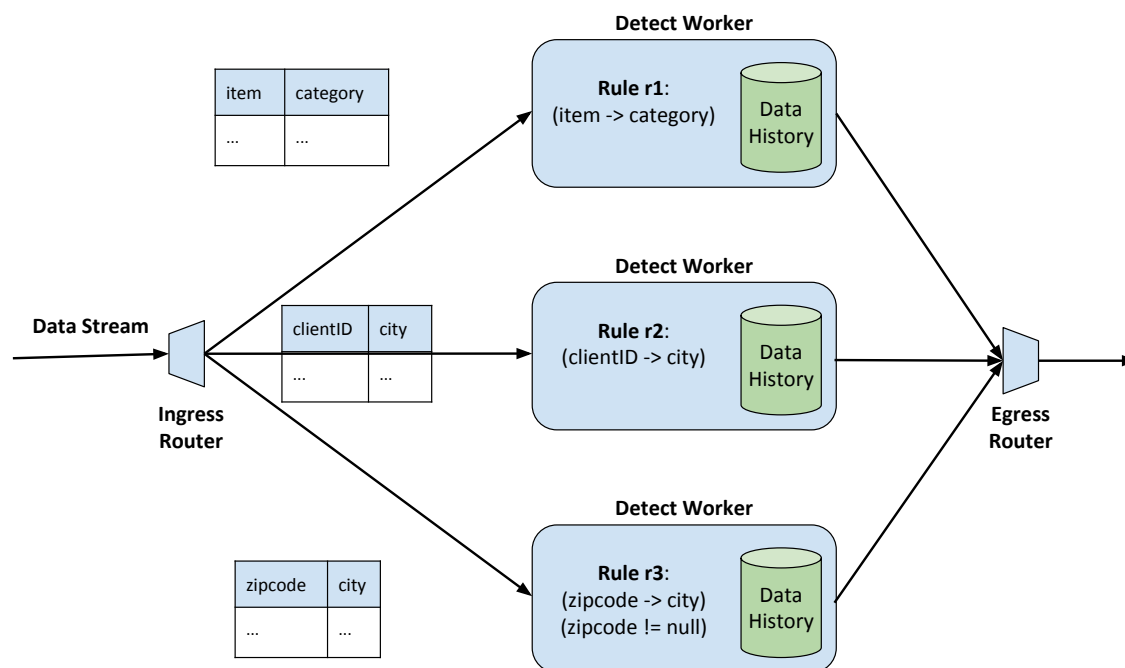 Detect Worker
item category
... ...
Rule r1:
(item -> category)
Data
History
Data Stream
Ingress
Router
clientID city
... ...
Detect Worker
Rule r2:
(clientID -> city)
Data
History
Egress
Router
zipcode city
... ...
Detect Worker
Rule r3:
(zipcode -> city)
(zipcode != null)
Data
History